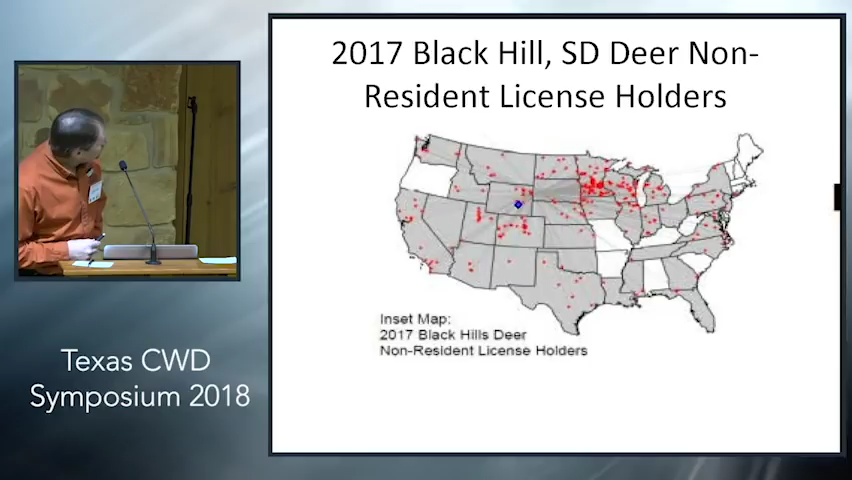 2017 Black Hill, SD Deer Non-
Resident License Holders
Inset Map:
2017 Black Hills Deer
Non-Resident License Holders
Texas CWD
Symposium 2018